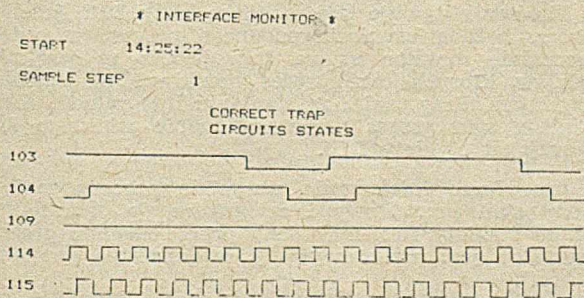 * INTERFACE MONITOR *
START 14:25:22
SAMPLE STEP 1
CORRECT TRAP
CIRCUITS STATES
103
104
109
114
115